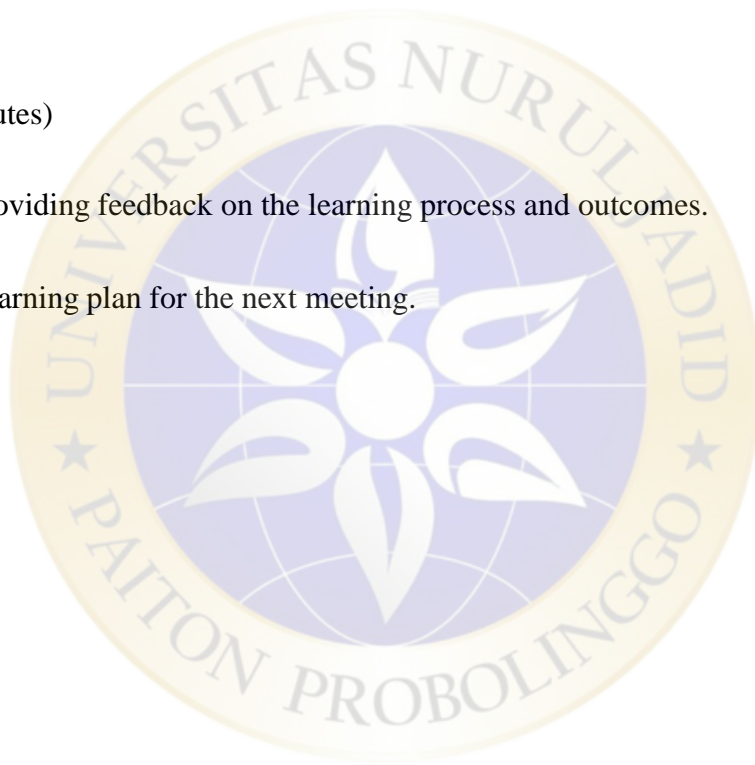 utes)
oviding feedback on the learning process and outcomes.
arning plan for the next meeting.
UNIVERSITAS NURUL JADID
★ PAITON PROBOLINGGO ★